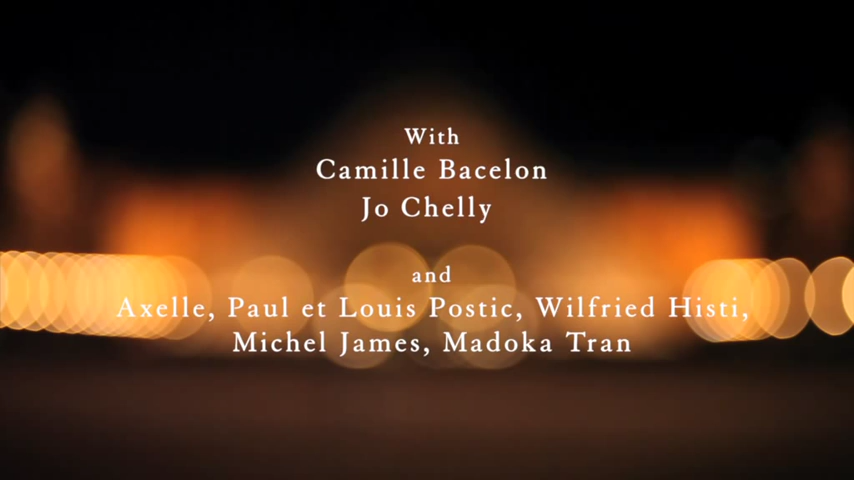 With
Camille Bacelon
Jo Chelly
and
Axelle, Paul et Louis Postic, Wilfried Histi,
Michel James, Madoka Tran